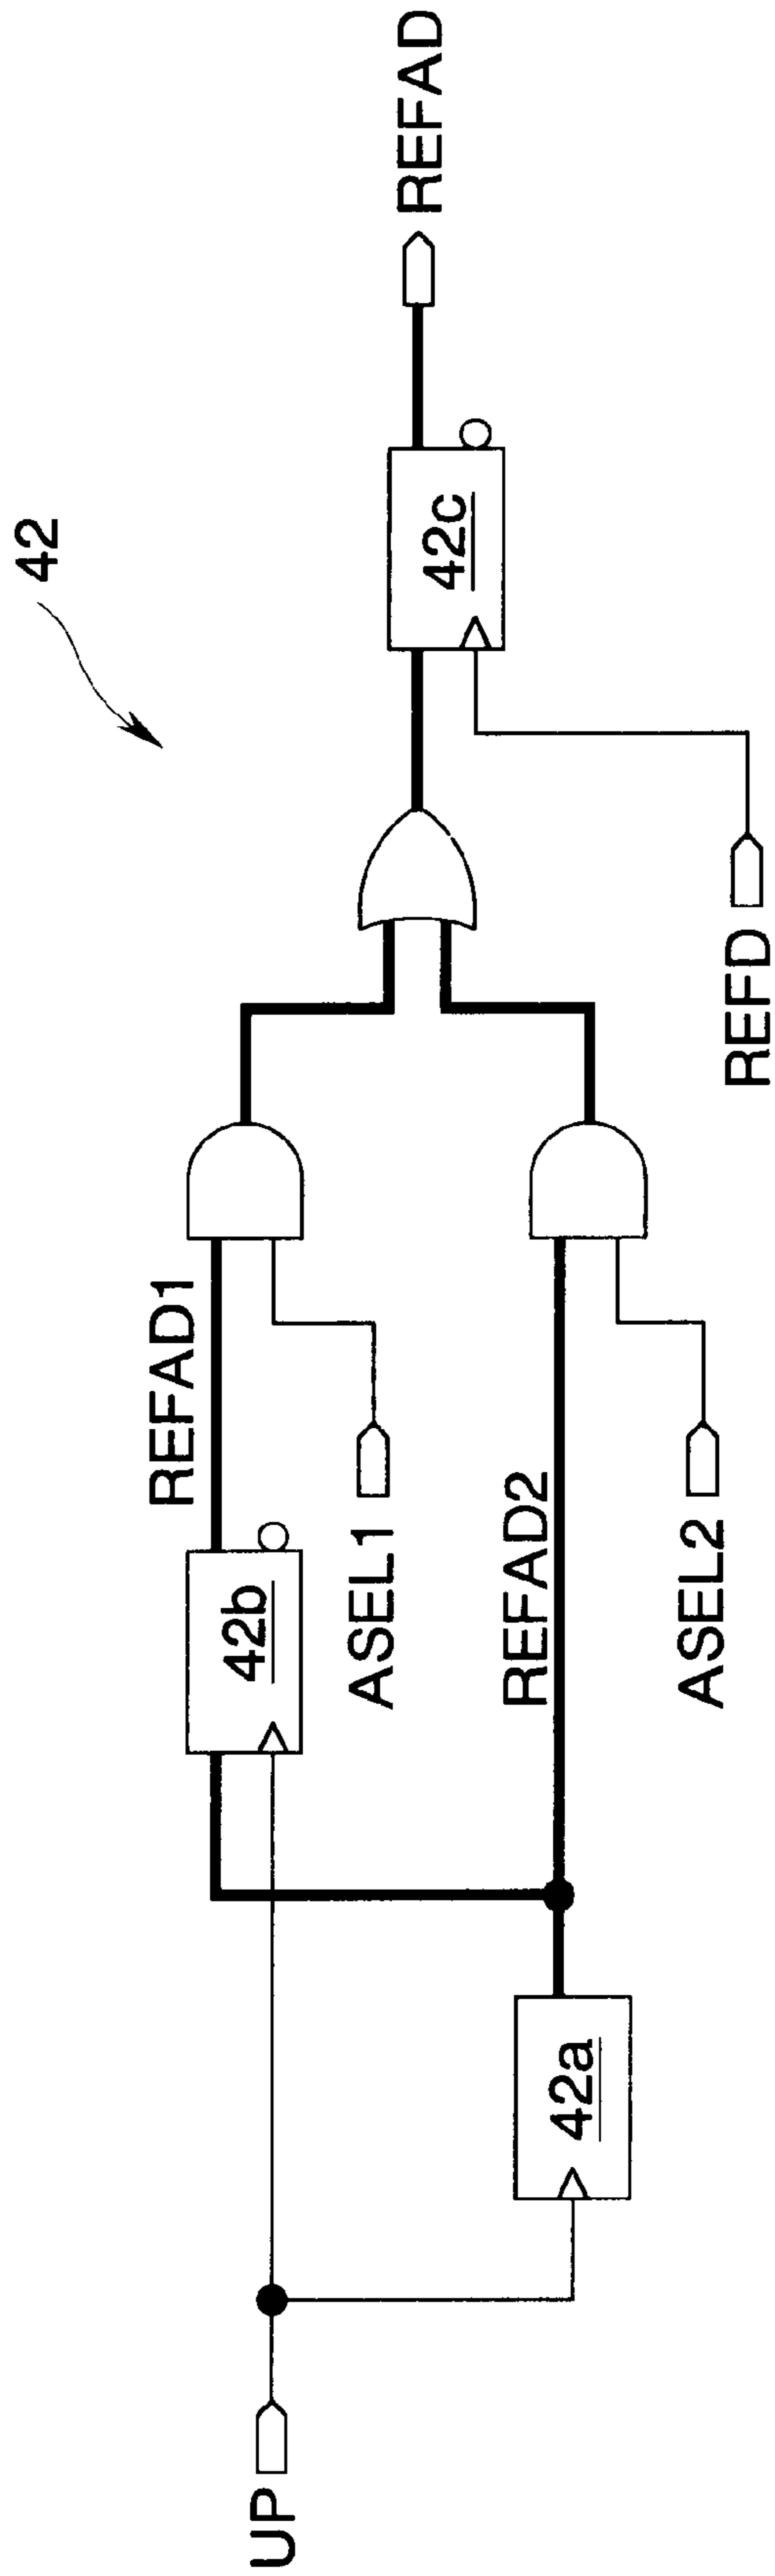 42
UP
42a
42b
REFAD1
REFAD2
ASEL1
ASEL2
42c
REFD
REFAD